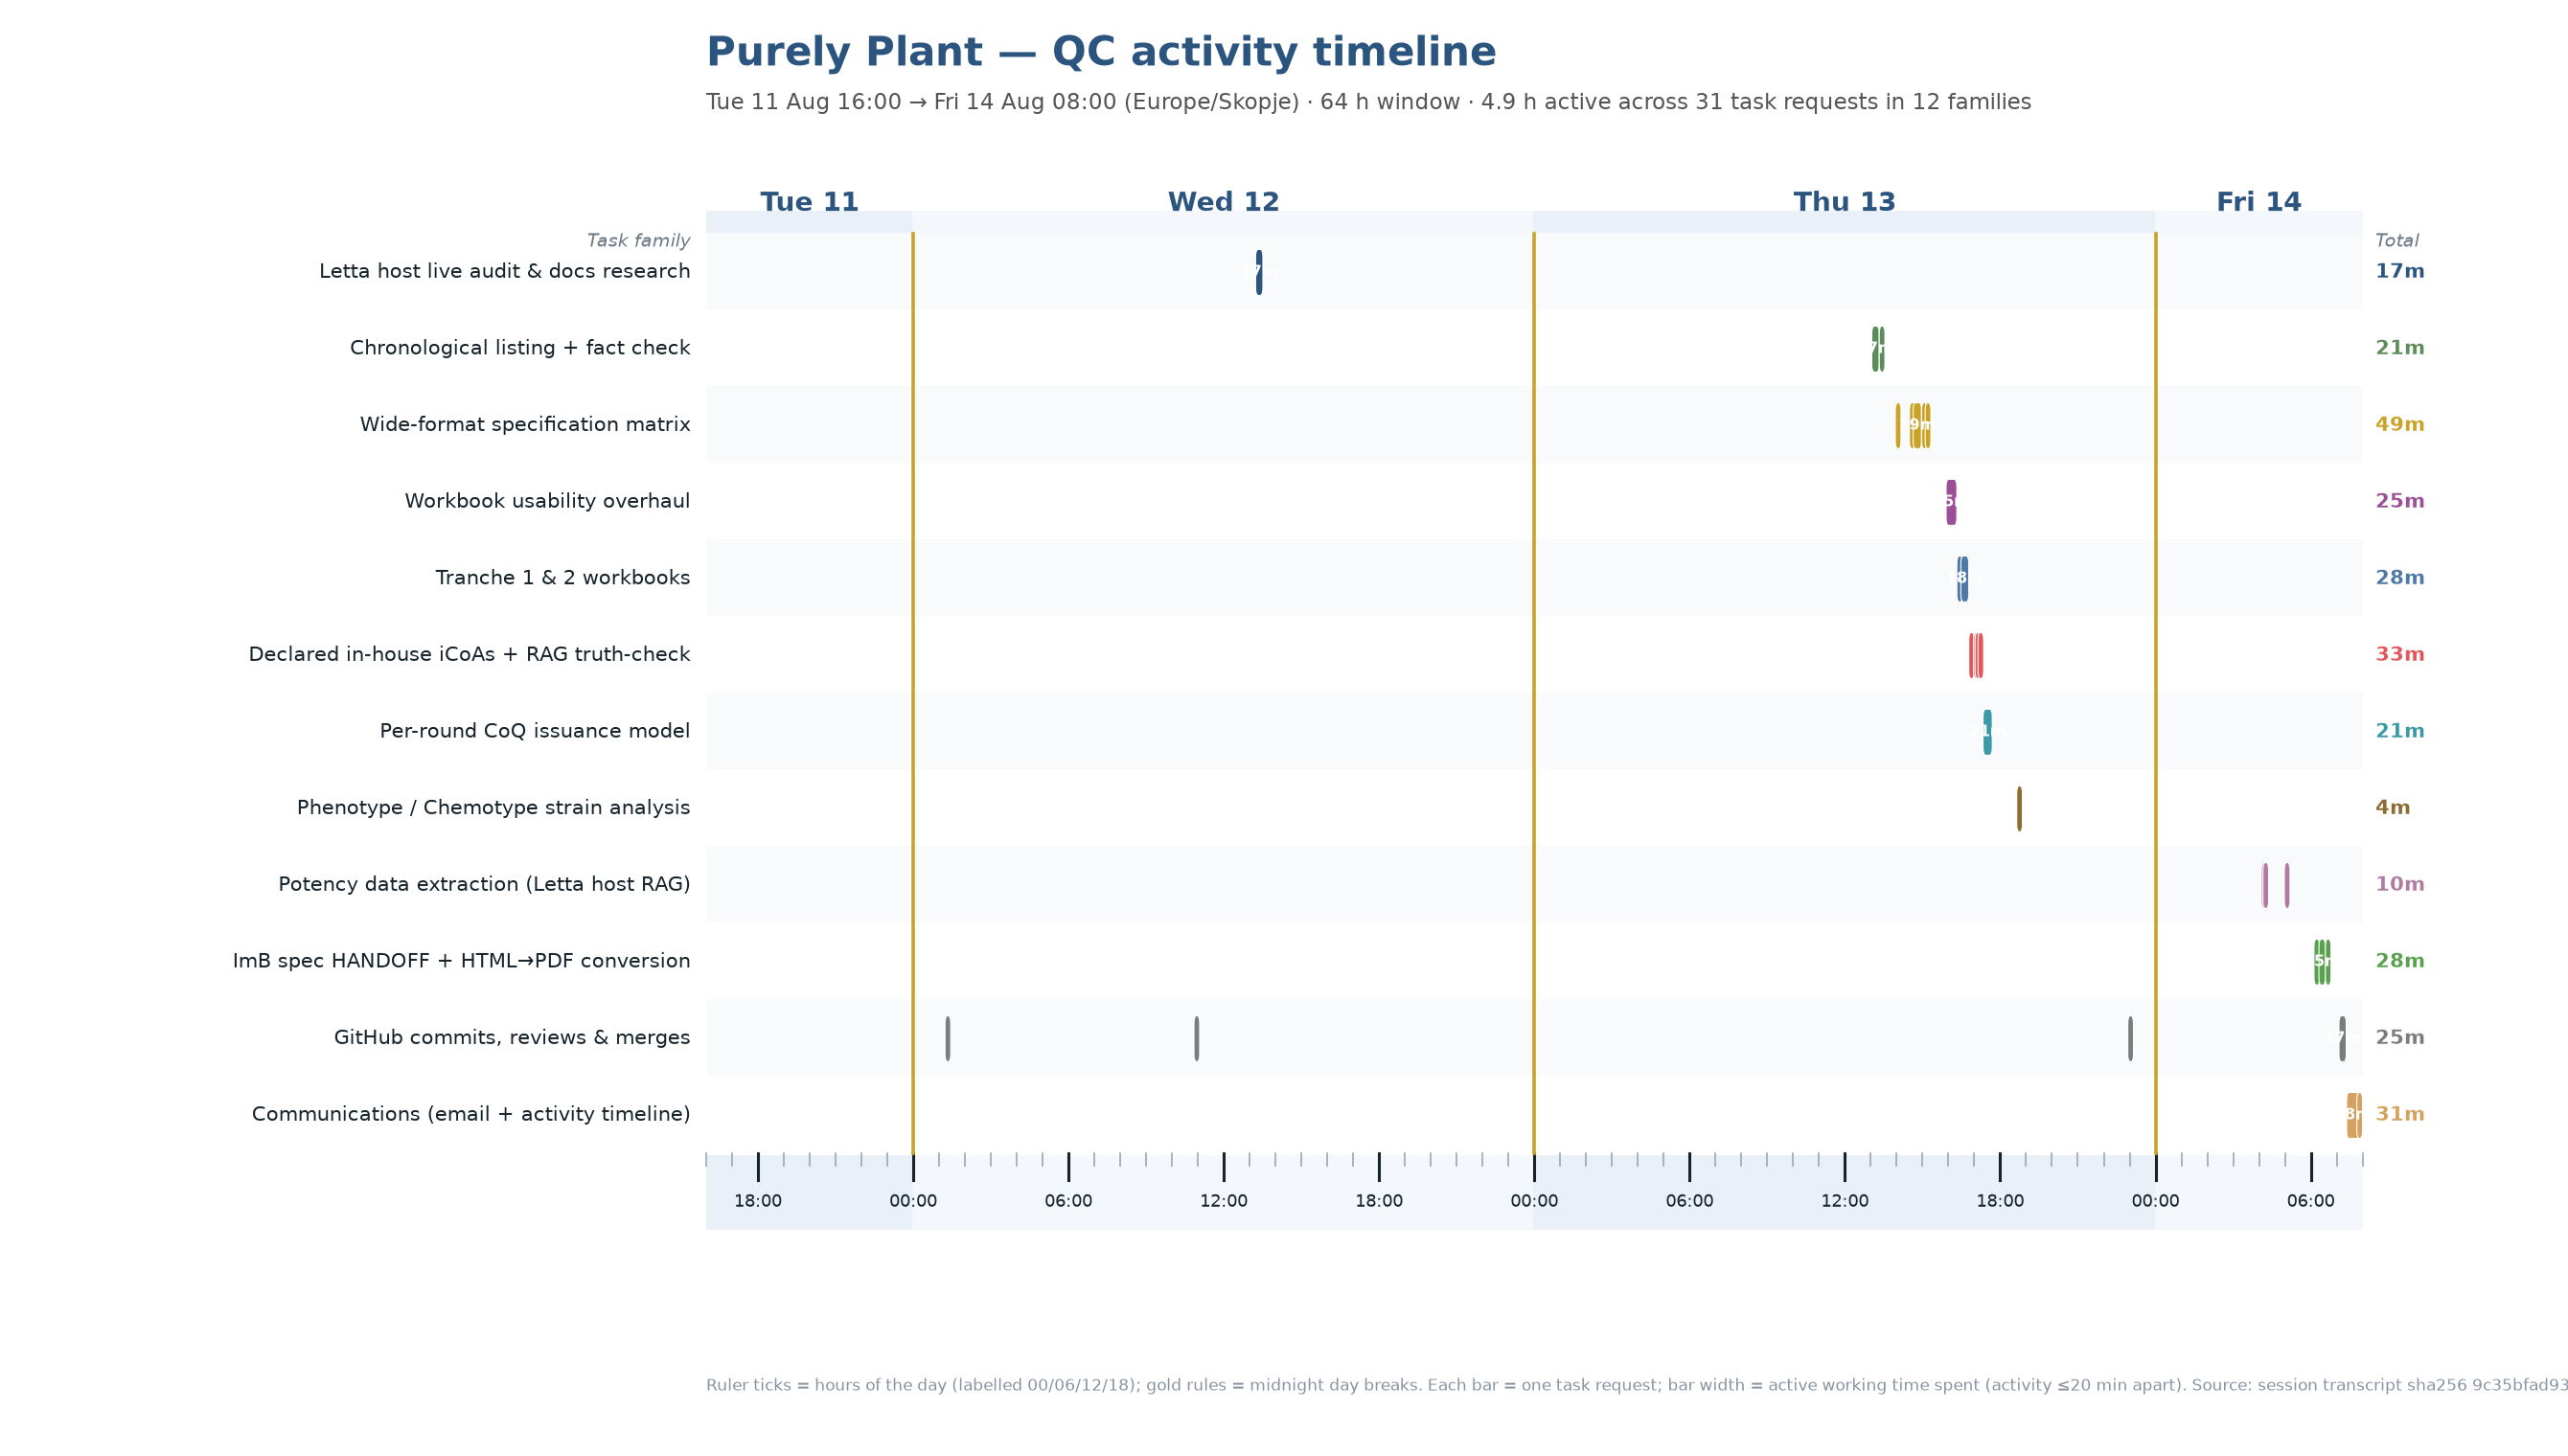 Purely Plant — QC activity timeline
Tue 11 Aug 16:00 → Fri 14 Aug 08:00 (Europe/Skopje) · 64 h window · 4.9 h active across 31 task requests in 12 families
Tue 11 Wed 12 Thu 13 Fri 14
Task family Total
Letta host live audit & docs research 17m
Chronological listing + fact check 21m
Wide-format specification matrix 49m
Workbook usability overhaul 25m
Tranche 1 & 2 workbooks 28m
Declared in-house iCoAs + RAG truth-check 33m
Per-round CoQ issuance model 21m
Phenotype / Chemotype strain analysis 4m
Potency data extraction (Letta host RAG) 10m
ImB spec HANDOFF + HTML→PDF conversion 28m
GitHub commits, reviews & merges 25m
Communications (email + activity timeline) 31m
18:00 00:00 06:00 12:00 18:00 00:00 06:00 12:00 18:00 00:00 06:00
Ruler ticks = hours of the day (labelled 00/06/12/18); gold rules = midnight day breaks. Each bar = one task request; bar width = active working time spent (activity ≤20 min apart). Source: session transcript sha256 9c35bfad93